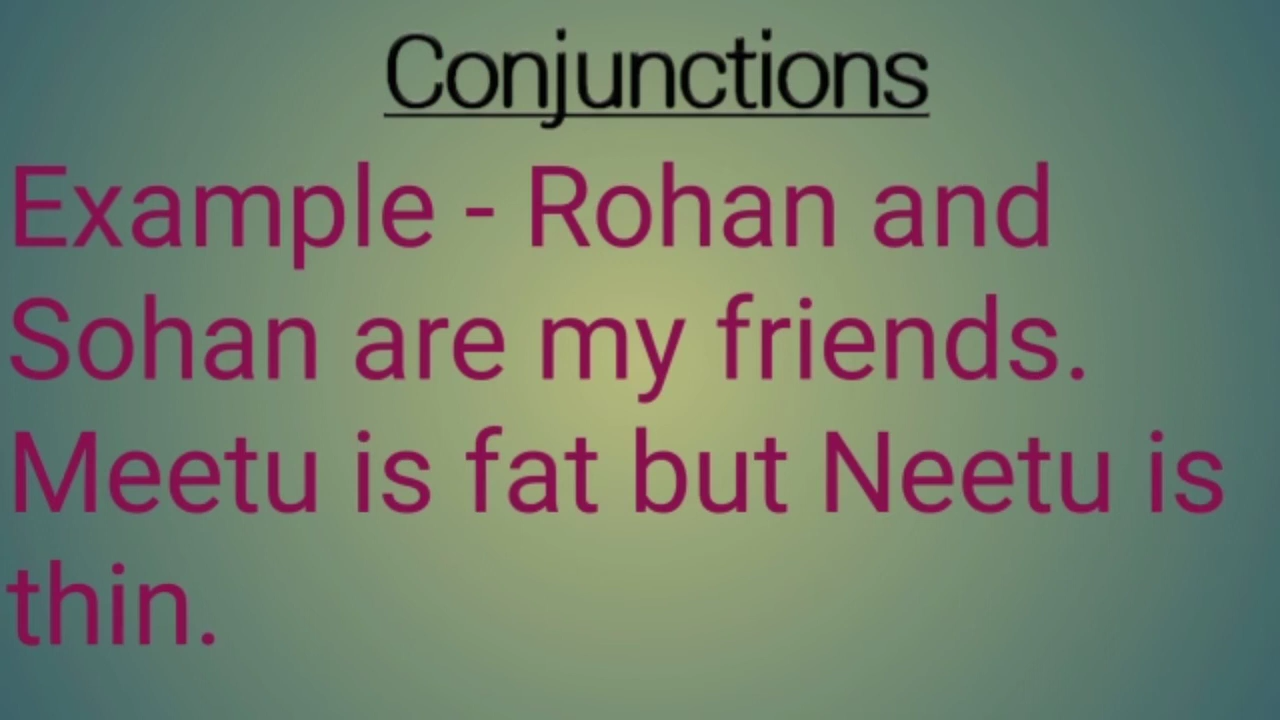 Conjunctions
Example - Rohan and
Sohan are my friends.
Meetu is fat but Neetu is
thin.